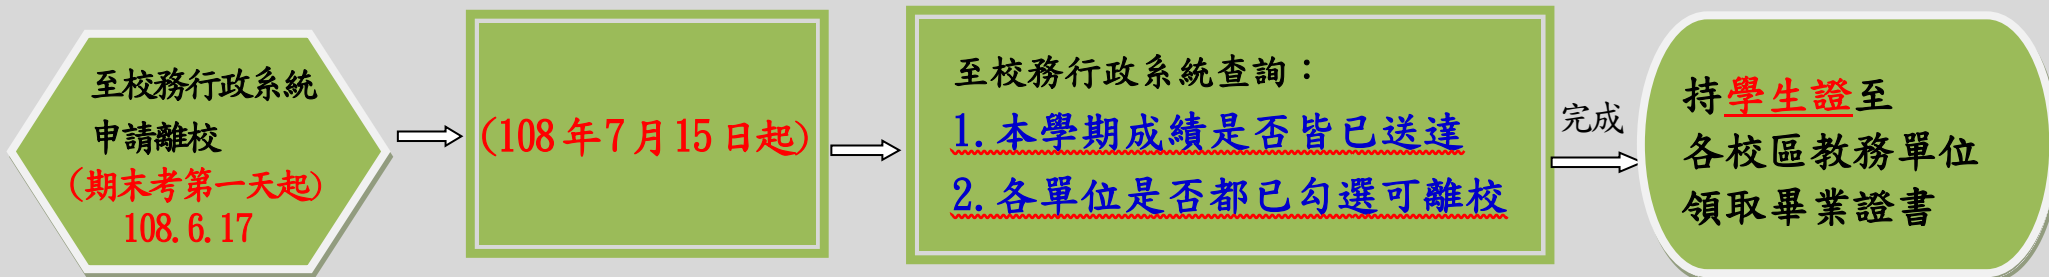 至校務行政系統
申請離校
(期末考第一天起)
108.6.17
(108年7月15日起)
至校務行政系統查詢：
1.本學期成績是否皆已送達
2.各單位是否都已勾選可離校
完成
持學生證至
各校區教務單位
領取畢業證書